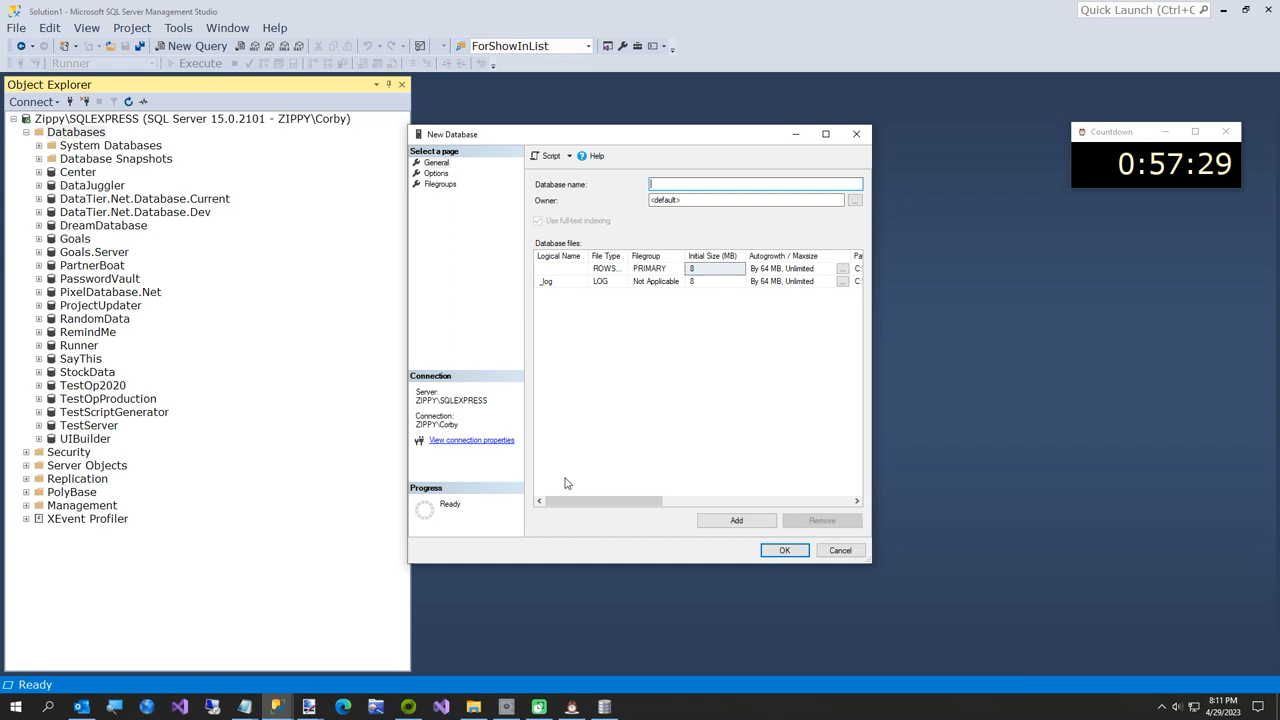 Solution1 - Microsoft SQL Server Management Studio
Quick Launch (Ctrl+C
File Edit View Project Tools Window Help
New Query
ForShowInList
Runner
Execute
Object Explorer
Connect
Zippy\SQLEXPRESS (SQL Server 15.0.2101 - ZIPPY\Corby)
Databases
System Databases
Database Snapshots
Center
DataJuggler
DataTier.Net.Database.Current
DataTier.Net.Database.Dev
DreamDatabase
Goals
Goals.Server
PartnerBoat
PasswordVault
PixelDatabase.Net
ProjectUpdater
RandomData
RemindMe
Runner
SayThis
StockData
TestOp2020
TestOpProduction
TestScriptGenerator
TestServer
UIBuilder
Security
Server Objects
Replication
PolyBase
Management
XEvent Profiler
New Database
Select a page
General
Options
Filegroups
Connection
Server:
ZIPPY\SQLEXPRESS
Connection:
ZIPPY\Corby
View connection properties
Progress
Ready
Script
Help
Database name:
Owner: <default> ...
Use full-text indexing
Database files:
Logical Name File Type Filegroup Initial Size (MB) Autogrowth / Maxsize Pa
ROWS... PRIMARY 8 By 64 MB, Unlimited ... C:
_log LOG Not Applicable 8 By 64 MB, Unlimited ... C:
Add Remove
OK Cancel
Countdown
0:57:29
Ready
8:11 PM
4/29/2023